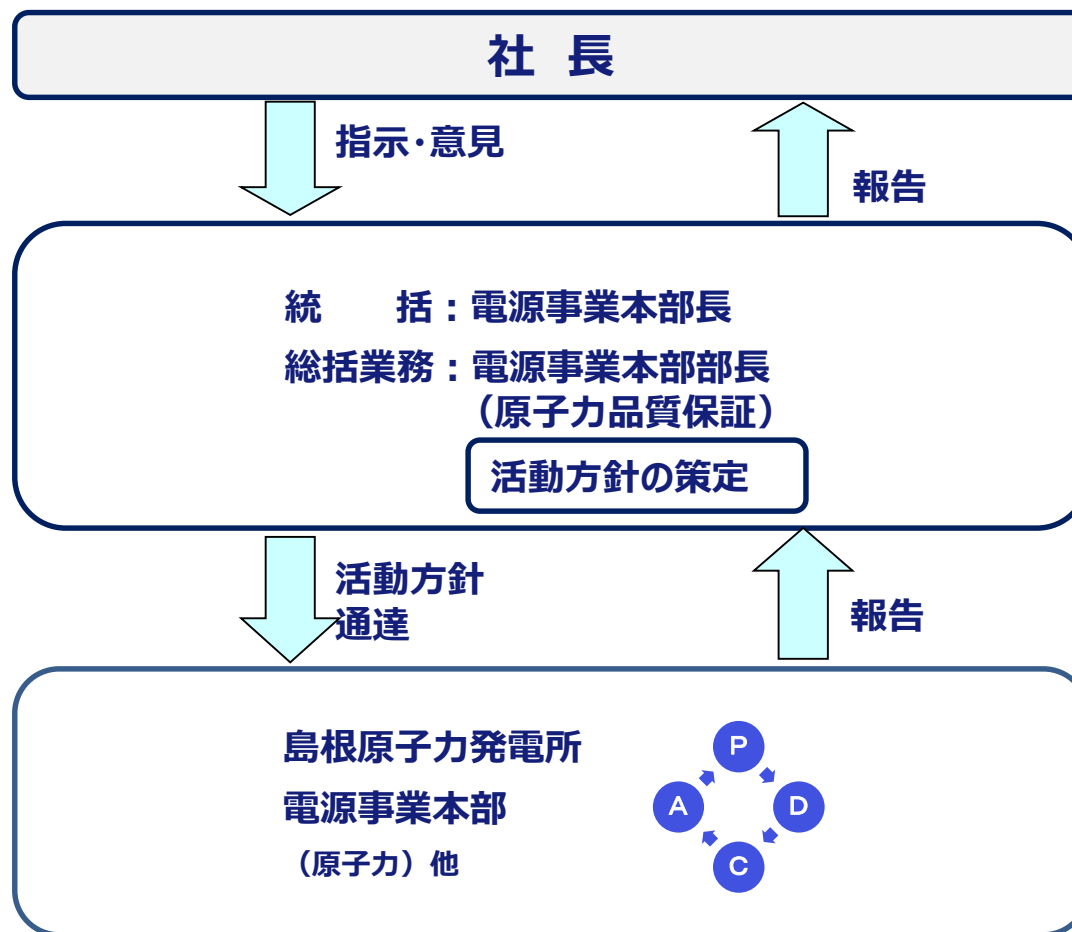 社 長
指示・意見
報告
統　　括：電源事業本部長
総括業務：電源事業本部部長
（原子力品質保証）
活動方針の策定
活動方針
通達
報告
島根原子力発電所
電源事業本部
（原子力）他
P
A
D
C